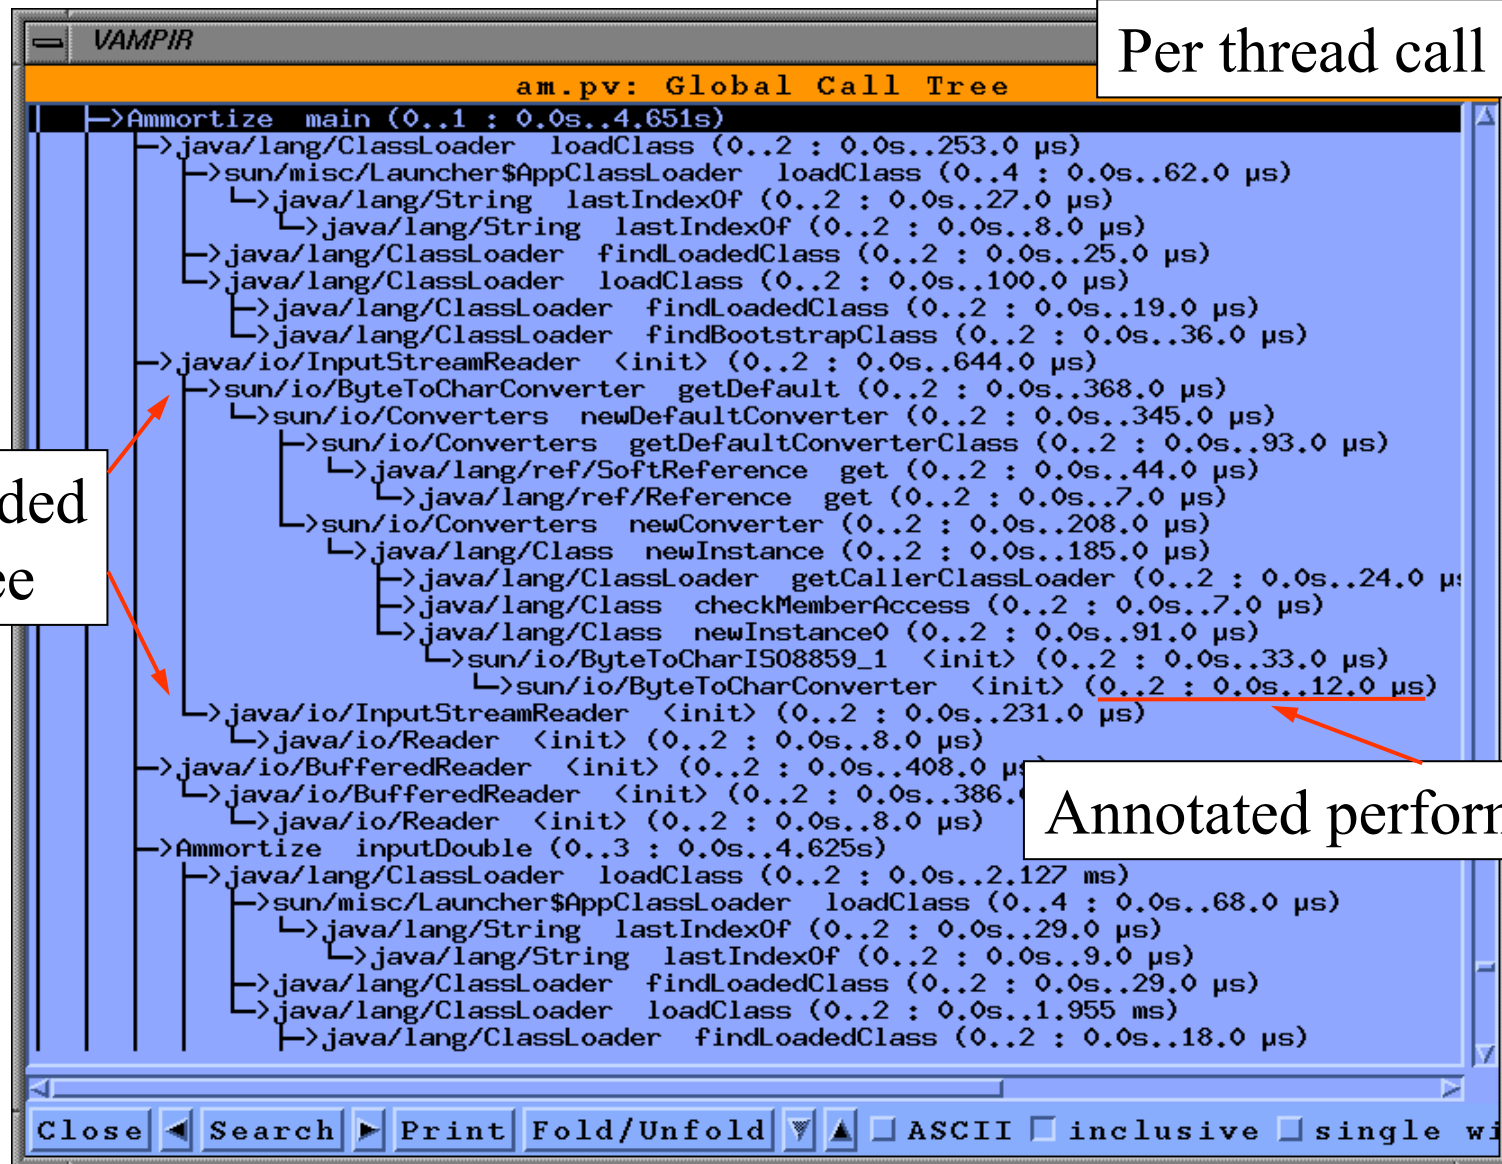 VAMPIR
Per thread call
am.pv: Global Call Tree
->Ammortize main (0..1 : 0.0s..4.651s)
->java/lang/ClassLoader loadClass (0..2 : 0.0s..253.0 µs)
->sun/misc/Launcher$AppClassLoader loadClass (0..4 : 0.0s..62.0 µs)
->java/lang/String lastIndexOf (0..2 : 0.0s..27.0 µs)
->java/lang/String lastIndexOf (0..2 : 0.0s..8.0 µs)
->java/lang/ClassLoader findLoadedClass (0..2 : 0.0s..25.0 µs)
->java/lang/ClassLoader loadClass (0..2 : 0.0s..100.0 µs)
->java/lang/ClassLoader findLoadedClass (0..2 : 0.0s..19.0 µs)
->java/lang/ClassLoader findBootstrapClass (0..2 : 0.0s..36.0 µs)
->java/io/InputStreamReader <init> (0..2 : 0.0s..644.0 µs)
->sun/io/ByteToCharConverter getDefault (0..2 : 0.0s..368.0 µs)
->sun/io/Converters newDefaultConverter (0..2 : 0.0s..345.0 µs)
->sun/io/Converters getDefaultConverterClass (0..2 : 0.0s..93.0 µs)
->java/lang/ref/SoftReference get (0..2 : 0.0s..44.0 µs)
->java/lang/ref/Reference get (0..2 : 0.0s..7.0 µs)
->sun/io/Converters newConverter (0..2 : 0.0s..208.0 µs)
->java/lang/Class newInstance (0..2 : 0.0s..185.0 µs)
->java/lang/ClassLoader getCallerClassLoader (0..2 : 0.0s..24.0 µ
->java/lang/Class checkMemberAccess (0..2 : 0.0s..7.0 µs)
->java/lang/Class newInstance0 (0..2 : 0.0s..91.0 µs)
->sun/io/ByteToCharISO8859_1 <init> (0..2 : 0.0s..33.0 µs)
->sun/io/ByteToCharConverter <init> (0..2 : 0.0s..12.0 µs)
->java/io/InputStreamReader <init> (0..2 : 0.0s..231.0 µs)
->java/io/Reader <init> (0..2 : 0.0s..8.0 µs)
->java/io/BufferedReader <init> (0..2 : 0.0s..408.0 µs)
->java/io/BufferedReader <init> (0..2 : 0.0s..386.
->java/io/Reader <init> (0..2 : 0.0s..8.0 µs)
->Ammortize inputDouble (0..3 : 0.0s..4.625s)
->java/lang/ClassLoader loadClass (0..2 : 0.0s..2.127 ms)
->sun/misc/Launcher$AppClassLoader loadClass (0..4 : 0.0s..68.0 µs)
->java/lang/String lastIndexOf (0..2 : 0.0s..29.0 µs)
->java/lang/String lastIndexOf (0..2 : 0.0s..9.0 µs)
->java/lang/ClassLoader findLoadedClass (0..2 : 0.0s..29.0 µs)
->java/lang/ClassLoader loadClass (0..2 : 0.0s..1.955 ms)
->java/lang/ClassLoader findLoadedClass (0..2 : 0.0s..18.0 µs)
ded
ee
Annotated perform
Close Search Print Fold/Unfold ASCII inclusive single wi